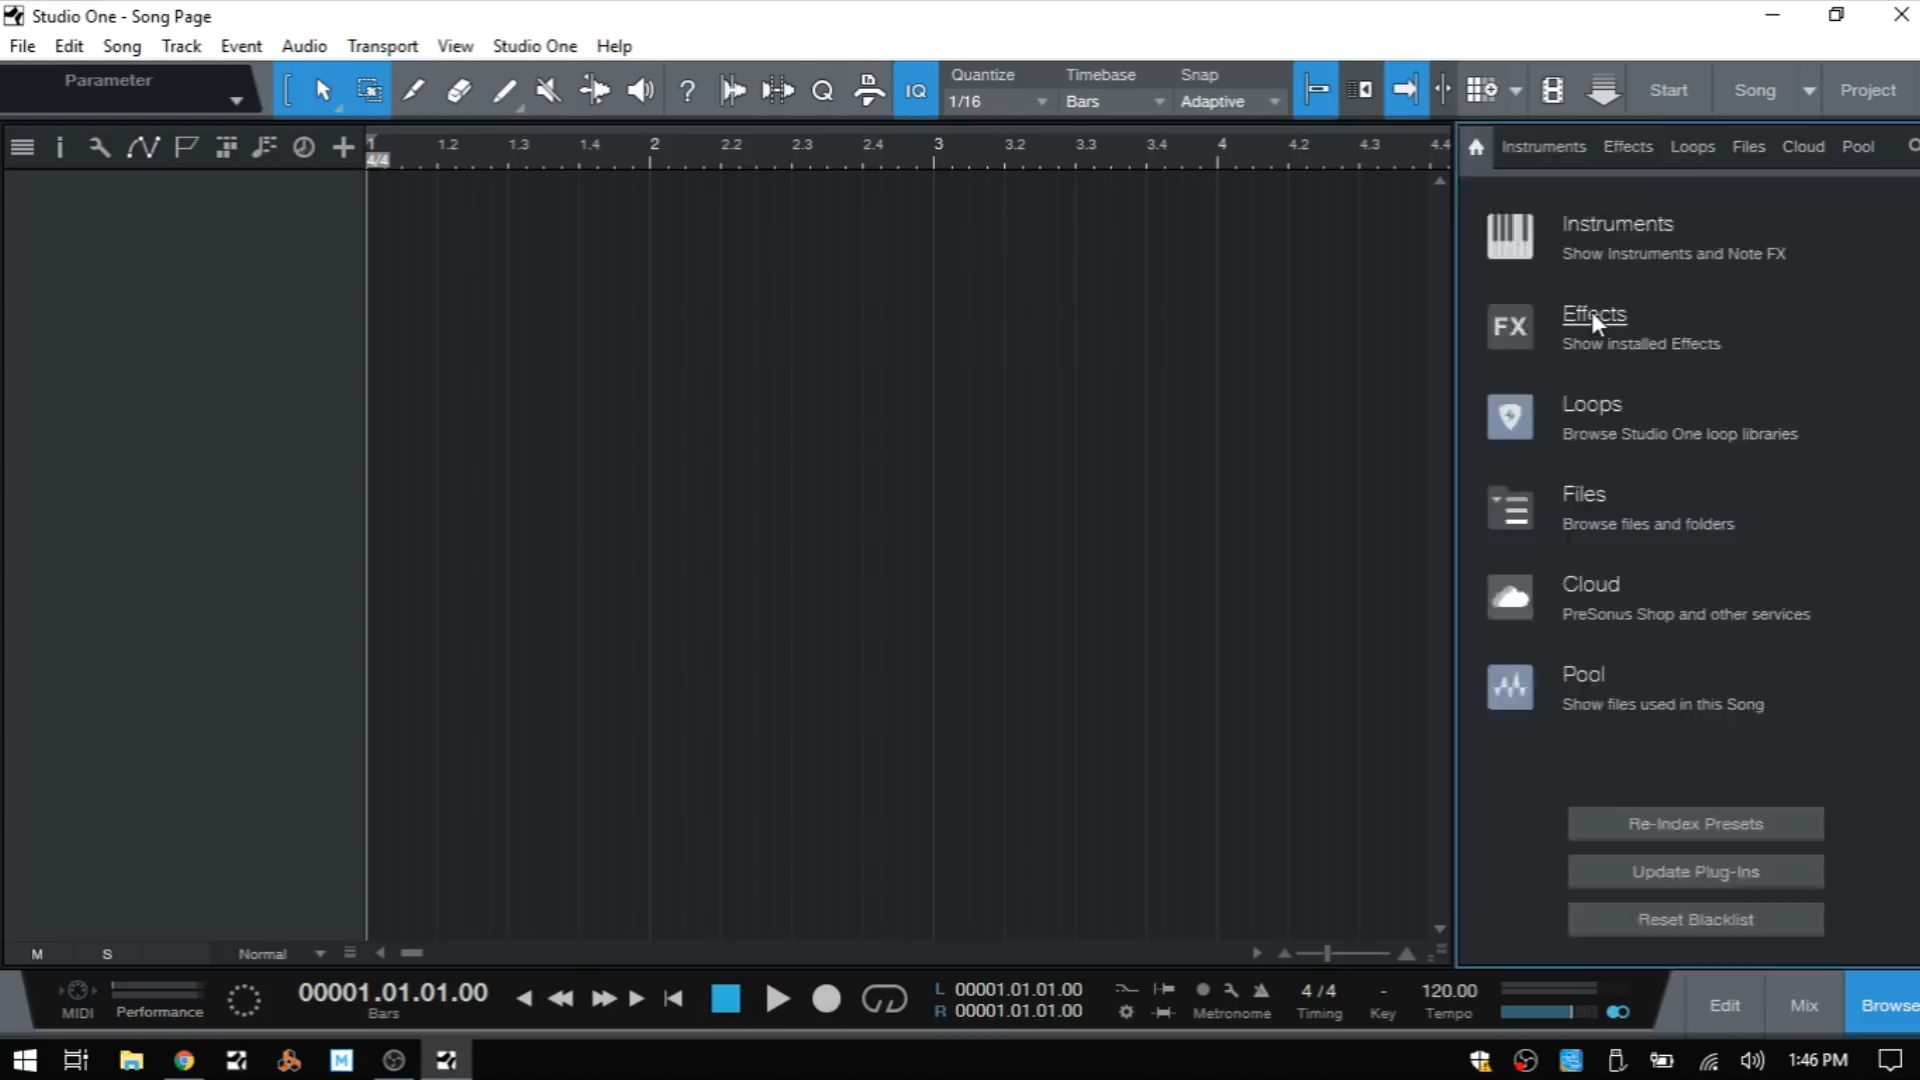 Studio One - Song Page
File Edit Song Track Event Audio Transport View Studio One Help
Parameter
? Q IQ
Quantize Timebase Snap
1/16 Bars Adaptive
Start Song Project
1 1.2 1.3 1.4 2 2.2 2.3 2.4 3 3.2 3.3 3.4 4 4.2 4.3 4.4
4/4
Instruments Effects Loops Files Cloud Pool
Instruments
Show Instruments and Note FX
FX
Effects
Show installed Effects
Loops
Browse Studio One loop libraries
Files
Browse files and folders
Cloud
PreSonus Shop and other services
Pool
Show files used in this Song
Re-Index Presets
Update Plug-Ins
Reset Blacklist
M S Normal
MIDI Performance
00001.01.01.00
Bars
L 00001.01.01.00
R 00001.01.01.00
Metronome
4 / 4
Timing
-
Key
120.00
Tempo
Edit Mix Browse
M
1:46 PM